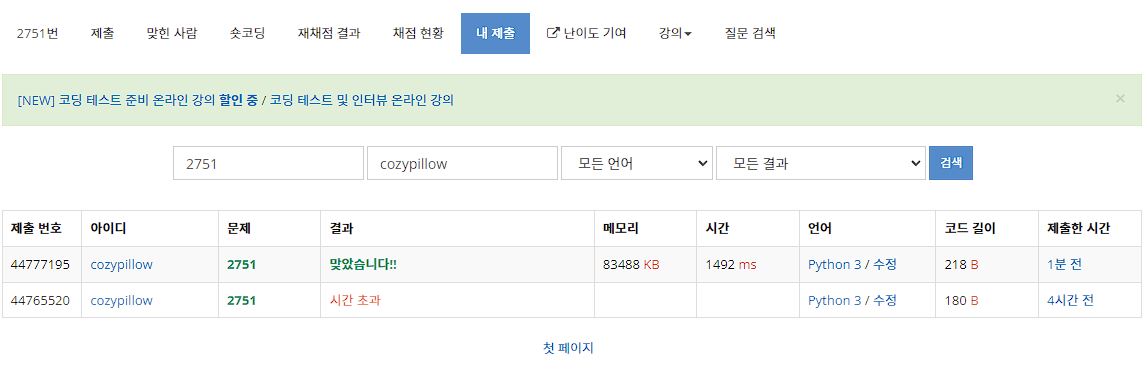 2751번 제출 맞힌 사람 숏코딩 재채점 결과 채점 현황 내 제출 난이도 기여 강의 질문 검색
[NEW] 코딩 테스트 준비 온라인 강의 할인 중 / 코딩 테스트 및 인터뷰 온라인 강의 ×
2751 cozypillow 모든 언어 모든 결과 검색
제출 번호 아이디 문제 결과 메모리 시간 언어 코드 길이 제출한 시간
44777195 cozypillow 2751 맞았습니다!! 83488 KB 1492 ms Python 3 / 수정 218 B 1분 전
44765520 cozypillow 2751 시간 초과 Python 3 / 수정 180 B 4시간 전
첫 페이지